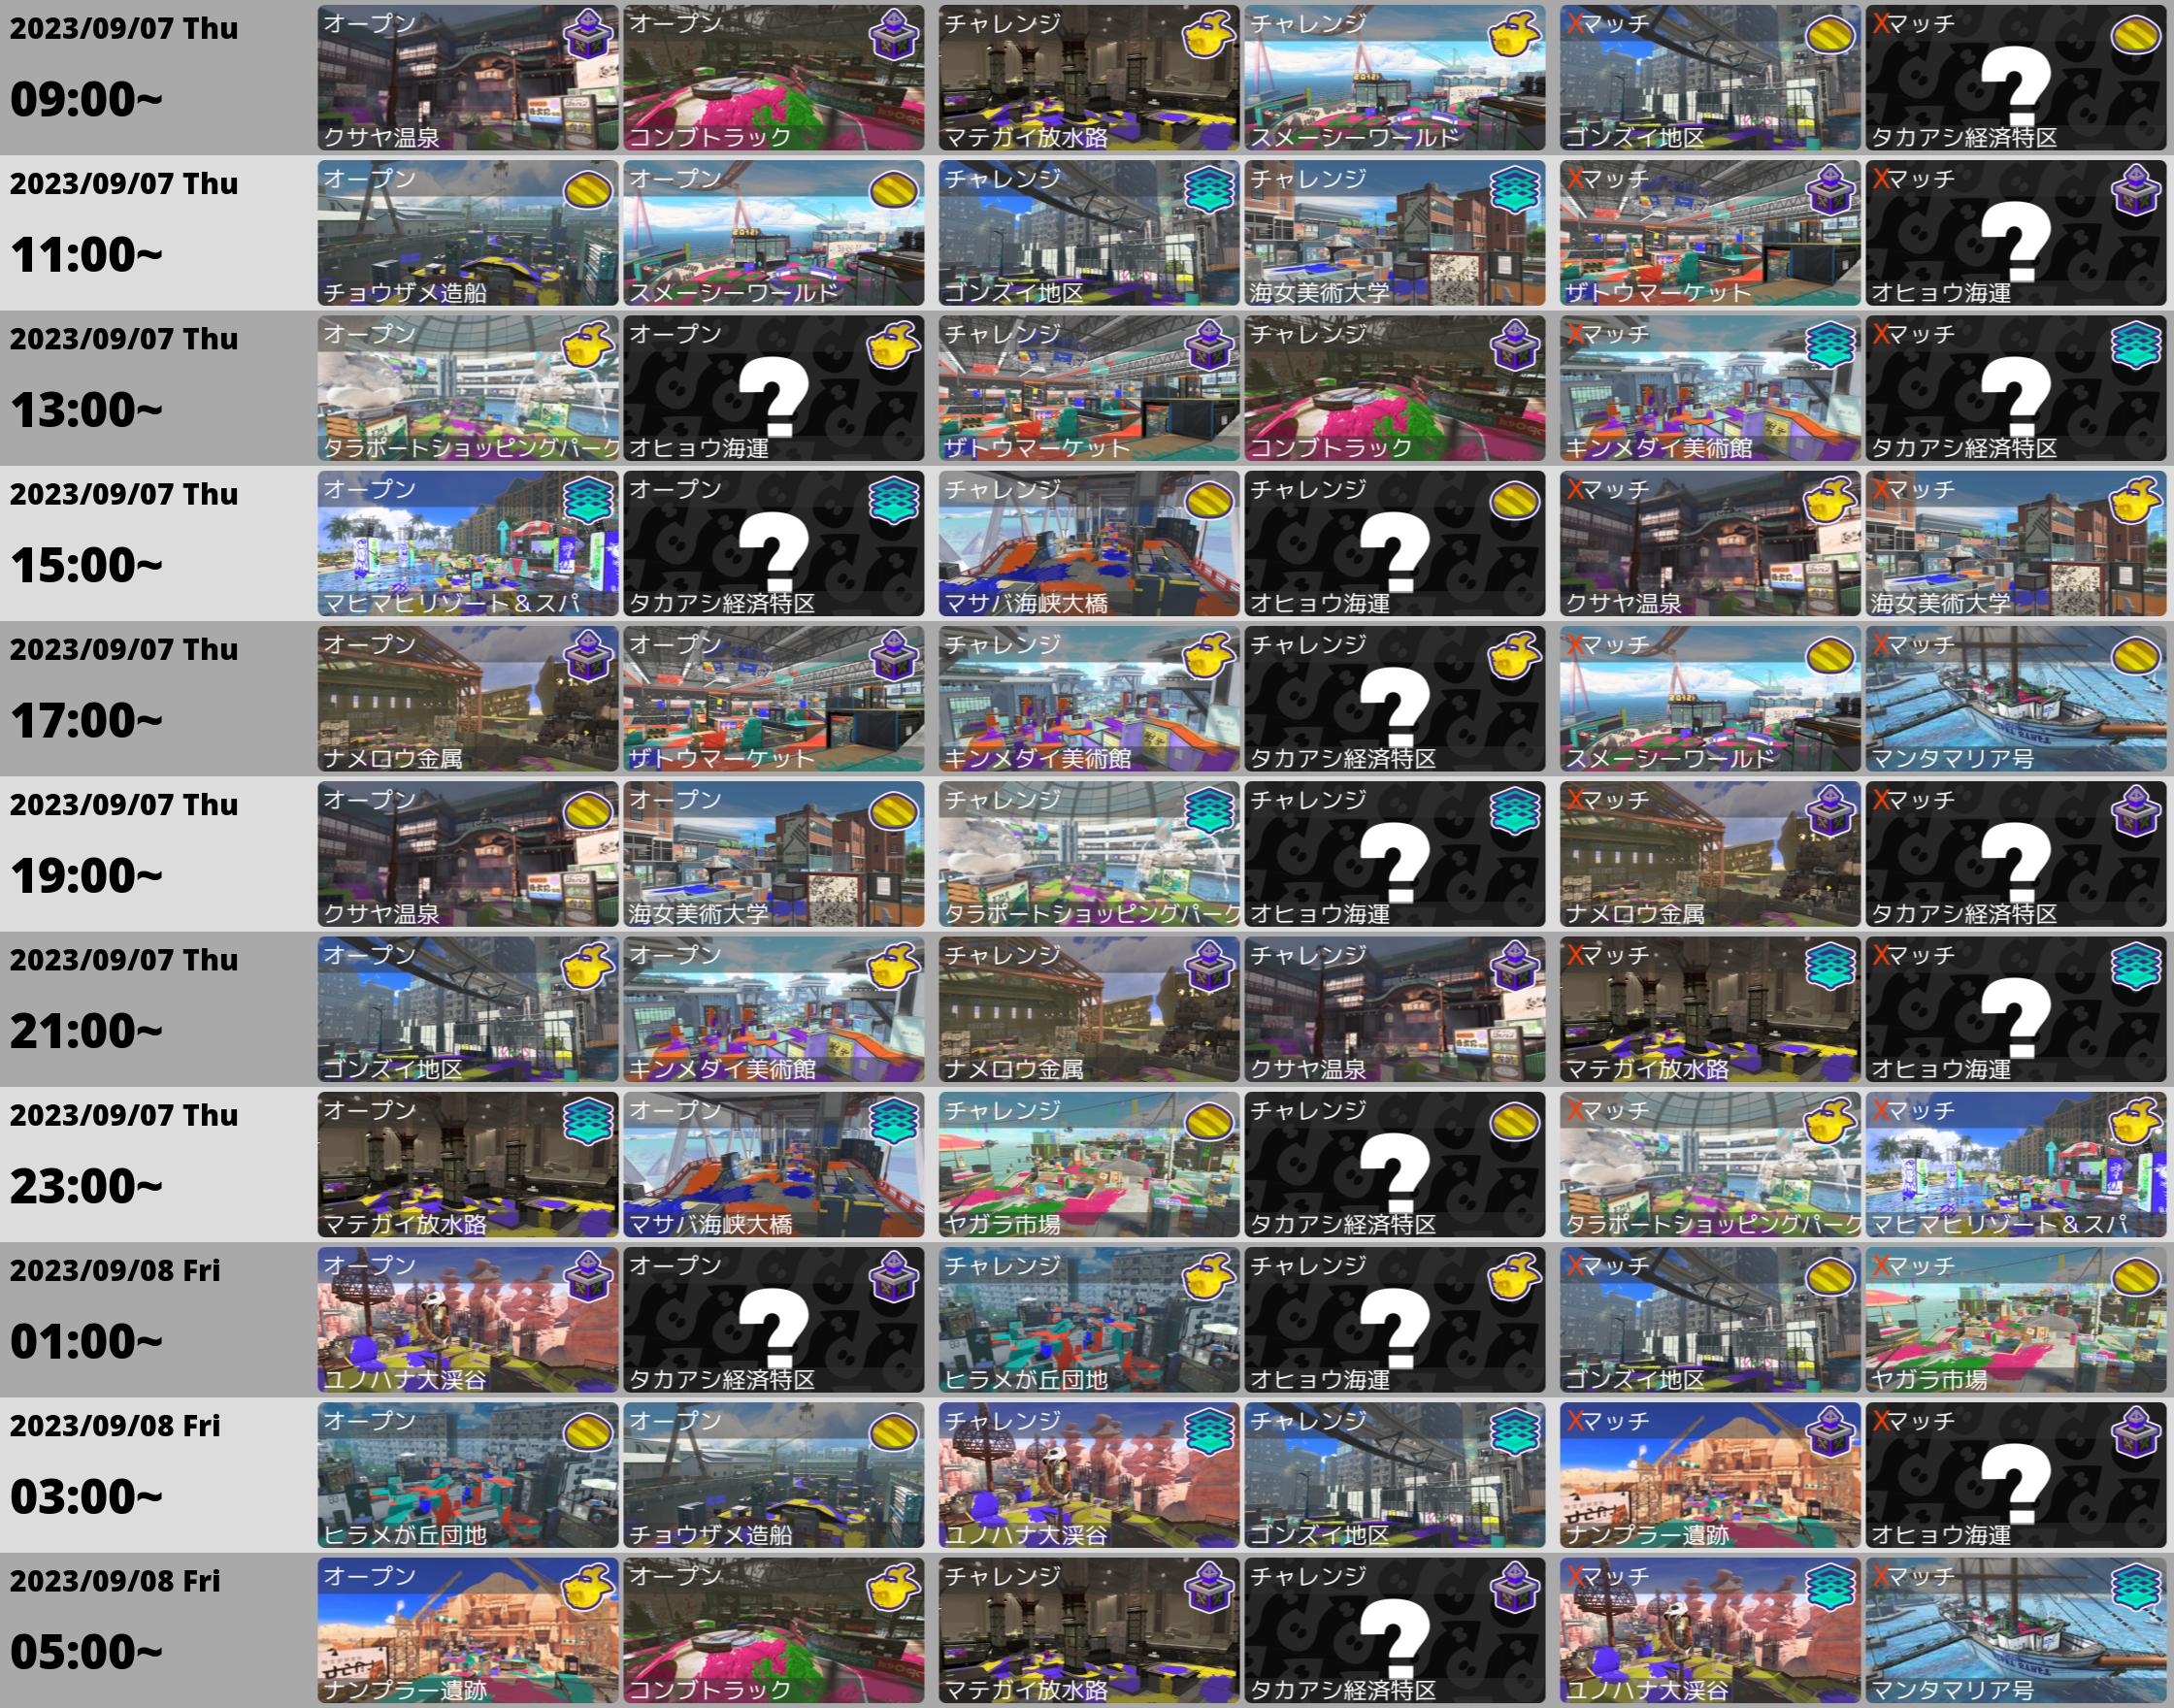 2023/09/07 Thu
09:00~
オープン
クサヤ温泉
オープン
コンブトラック
チャレンジ
マテガイ放水路
チャレンジ
スメーシーワールド
Xマッチ
ゴンズイ地区
Xマッチ
?
タカアシ経済特区
2023/09/07 Thu
11:00~
オープン
チョウザメ造船
オープン
スメーシーワールド
チャレンジ
ゴンズイ地区
チャレンジ
海女美術大学
Xマッチ
ザトウマーケット
Xマッチ
?
オヒョウ海運
2023/09/07 Thu
13:00~
オープン
タラポートショッピングパーク
オープン
?
オヒョウ海運
チャレンジ
ザトウマーケット
チャレンジ
コンブトラック
Xマッチ
キンメダイ美術館
Xマッチ
?
タカアシ経済特区
2023/09/07 Thu
15:00~
オープン
マヒマヒリゾート&スパ
オープン
?
タカアシ経済特区
チャレンジ
マサバ海峡大橋
チャレンジ
?
オヒョウ海運
Xマッチ
クサヤ温泉
Xマッチ
海女美術大学
2023/09/07 Thu
17:00~
オープン
ナメロウ金属
オープン
ザトウマーケット
チャレンジ
キンメダイ美術館
チャレンジ
?
タカアシ経済特区
Xマッチ
スメーシーワールド
Xマッチ
マンタマリア号
2023/09/07 Thu
19:00~
オープン
クサヤ温泉
オープン
海女美術大学
チャレンジ
タラポートショッピングパーク
チャレンジ
?
オヒョウ海運
Xマッチ
ナメロウ金属
Xマッチ
?
タカアシ経済特区
2023/09/07 Thu
21:00~
オープン
ゴンズイ地区
オープン
キンメダイ美術館
チャレンジ
ナメロウ金属
チャレンジ
クサヤ温泉
Xマッチ
マテガイ放水路
Xマッチ
?
オヒョウ海運
2023/09/07 Thu
23:00~
オープン
マテガイ放水路
オープン
マサバ海峡大橋
チャレンジ
ヤガラ市場
チャレンジ
?
タカアシ経済特区
Xマッチ
タラポートショッピングパーク
Xマッチ
マヒマヒリゾート&スパ
2023/09/08 Fri
01:00~
オープン
ユノハナ大渓谷
オープン
?
タカアシ経済特区
チャレンジ
ヒラメが丘団地
チャレンジ
?
オヒョウ海運
Xマッチ
ゴンズイ地区
Xマッチ
ヤガラ市場
2023/09/08 Fri
03:00~
オープン
ヒラメが丘団地
オープン
チョウザメ造船
チャレンジ
ユノハナ大渓谷
チャレンジ
ゴンズイ地区
Xマッチ
ナンプラー遺跡
Xマッチ
?
オヒョウ海運
2023/09/08 Fri
05:00~
オープン
ナンプラー遺跡
オープン
コンブトラック
チャレンジ
マテガイ放水路
チャレンジ
?
タカアシ経済特区
Xマッチ
ユノハナ大渓谷
Xマッチ
マンタマリア号